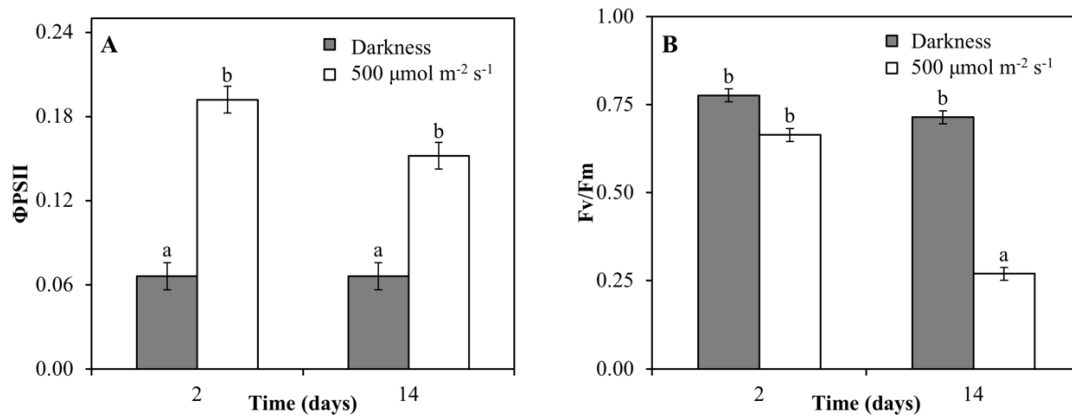 A
Darkness
500 μmol m⁻² s⁻¹
ΦPSII
0.24
0.18
0.12
0.06
0.00
a
b
a
b
2
14
Time (days)
B
Darkness
500 μmol m⁻² s⁻¹
Fv/Fm
1.00
0.75
0.50
0.25
0.00
b
b
b
a
2
14
Time (days)